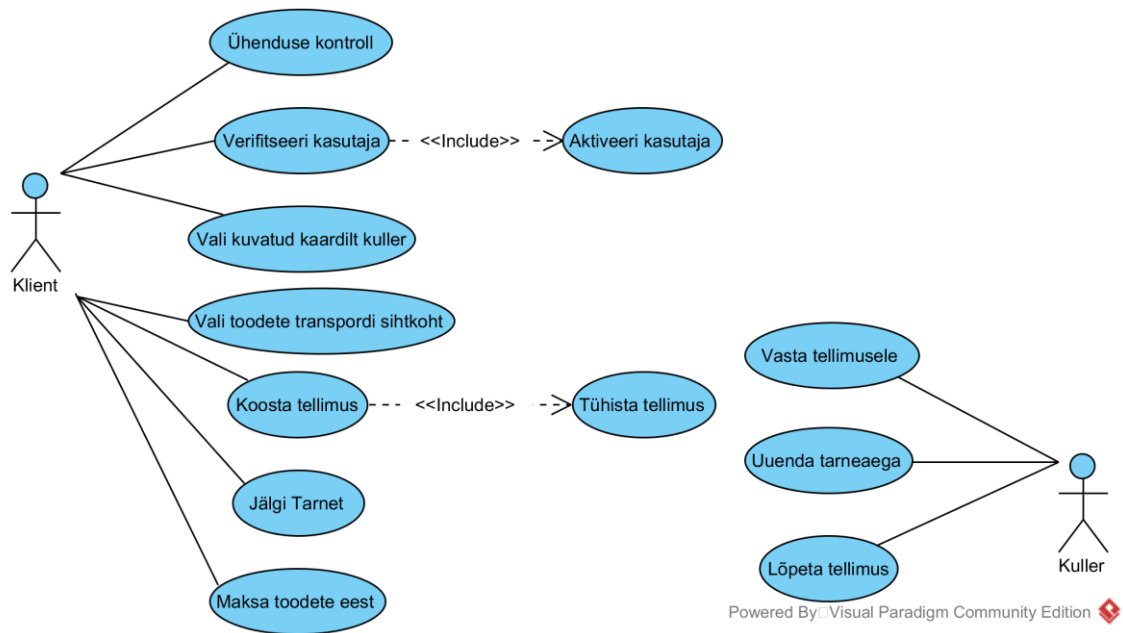 Ühenduse kontroll
Verifitseeri kasutaja
<<Include>>
Aktiveeri kasutaja
Vali kuvatud kaardilt kuller
Klient
Vali toodete transpordi sihtkoht
Vasta tellimusele
Koosta tellimus
<<Include>>
Tühista tellimus
Uuenda tarneaega
Jälgi Tarnet
Lõpeta tellimus
Kuller
Maksa toodete eest
Powered By□Visual Paradigm Community Edition